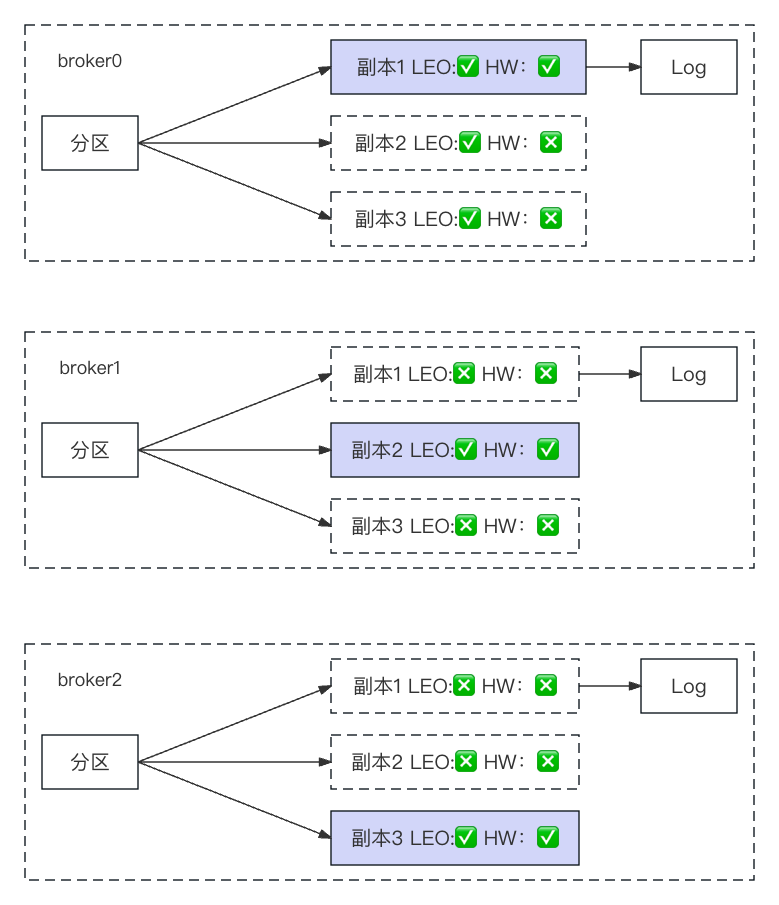 broker0
副本1 LEO:✅ HW：✅
Log
分区
副本2 LEO:✅ HW：❎
副本3 LEO:✅ HW：❎
broker1
副本1 LEO:❎ HW：❎
Log
分区
副本2 LEO:✅ HW：✅
副本3 LEO:❎ HW：❎
broker2
副本1 LEO:❎ HW：❎
Log
分区
副本2 LEO:❎ HW：❎
副本3 LEO:✅ HW：✅